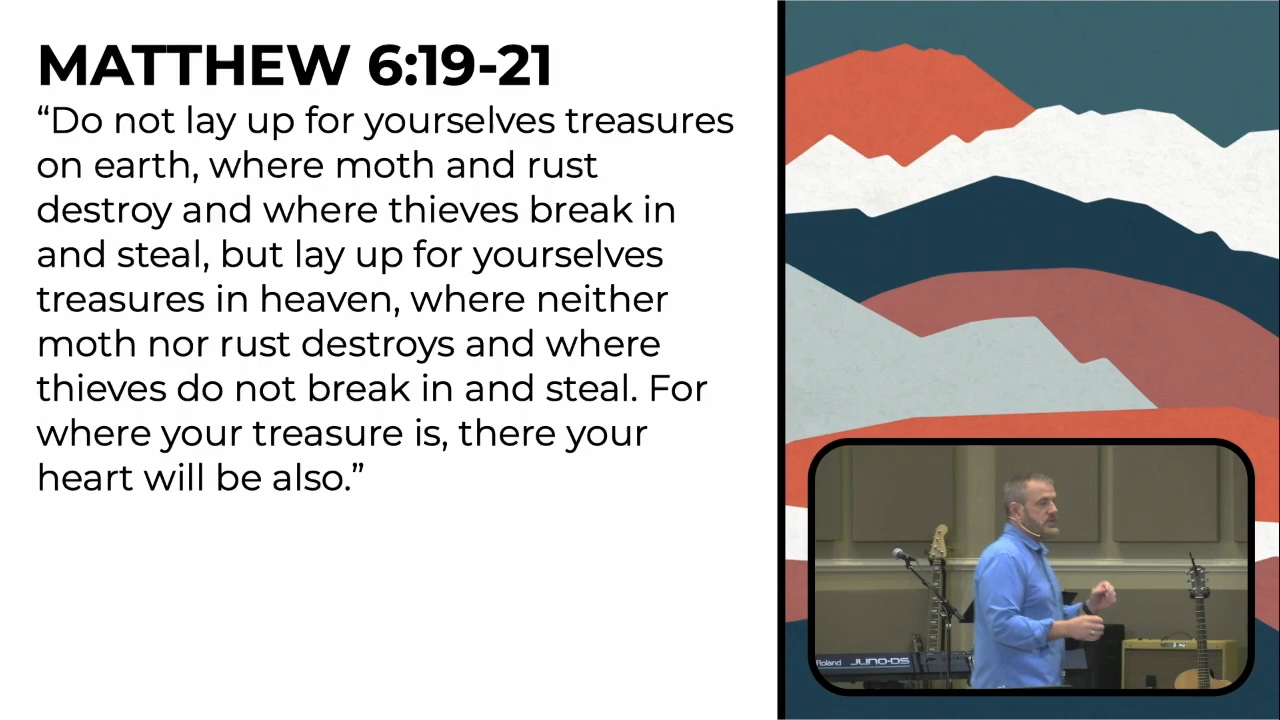 MATTHEW 6:19-21
“Do not lay up for yourselves treasures
on earth, where moth and rust
destroy and where thieves break in
and steal, but lay up for yourselves
treasures in heaven, where neither
moth nor rust destroys and where
thieves do not break in and steal. For
where your treasure is, there your
heart will be also.”
Roland JUNO-DS